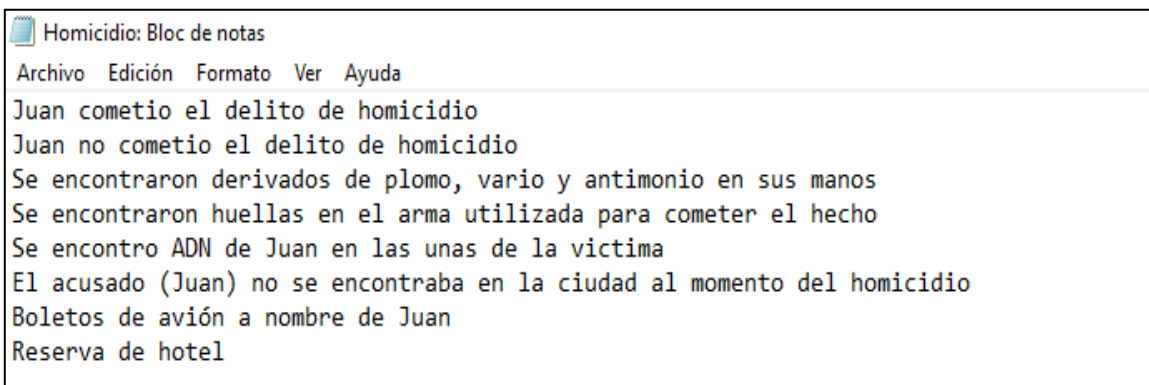 Homicidio: Bloc de notas
Archivo Edición Formato Ver Ayuda
Juan cometio el delito de homicidio
Juan no cometio el delito de homicidio
Se encontraron derivados de plomo, vario y antimonio en sus manos
Se encontraron huellas en el arma utilizada para cometer el hecho
Se encontro ADN de Juan en las unas de la victima
El acusado (Juan) no se encontraba en la ciudad al momento del homicidio
Boletos de avión a nombre de Juan
Reserva de hotel